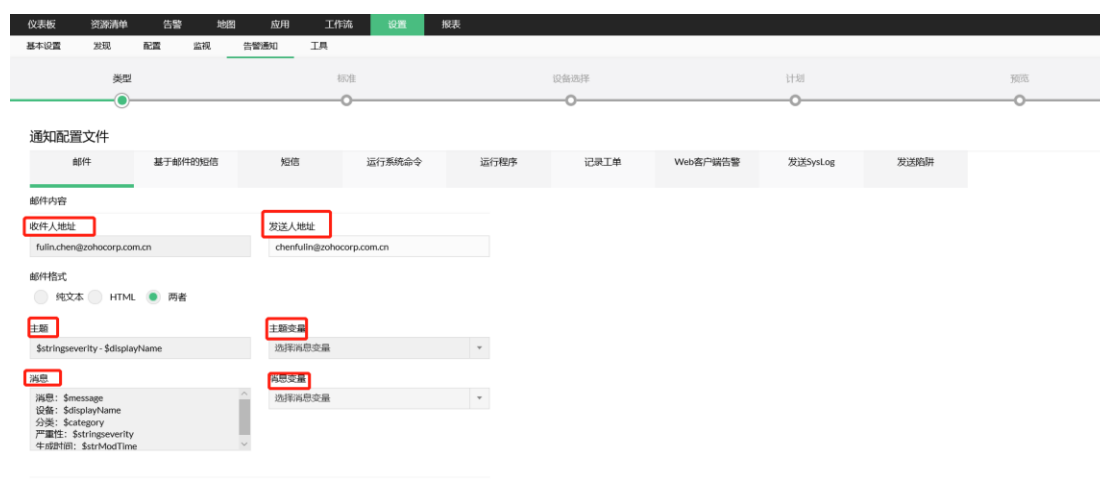 仪表板 资源清单 告警 地图 应用 工作流 设置 报表
基本设置 发现 配置 监视 告警通知 工具
类型 标准 设备选择 计划 预览
通知配置文件
邮件 基于邮件的短信 短信 运行系统命令 运行程序 记录工单 Web客户端告警 发送SysLog 发送陷阱
邮件内容
收件人地址 发送人地址
fulin.chen@zohocorp.com.cn chenfulin@zohocorp.com.cn
邮件格式
纯文本 HTML 两者
主题 主题变量
$stringseverity - $displayName 选择消息变量
消息 消息变量
消息: $message 选择消息变量
设备: $displayName
分类: $category
严重性: $stringseverity
生成时间: $strModTime